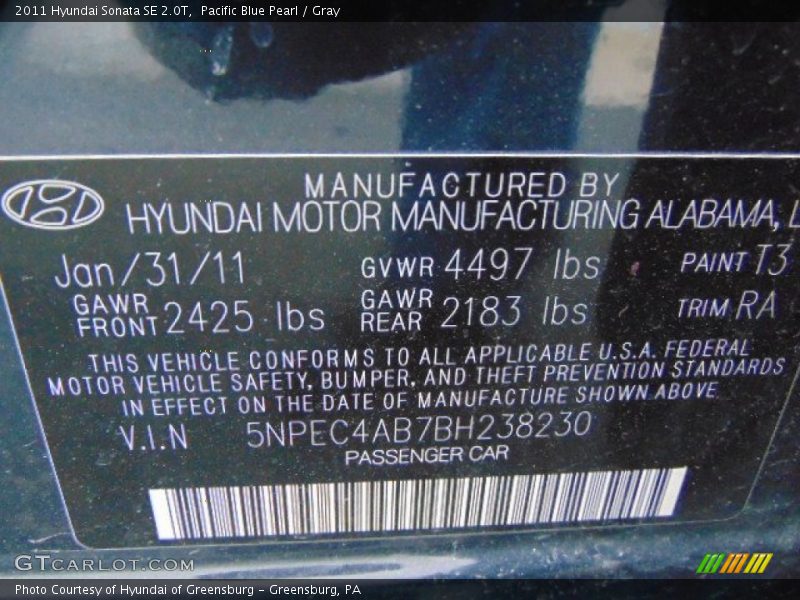 2011 Hyundai Sonata SE 2.0T, Pacific Blue Pearl / Gray
MANUFACTURED BY
HYUNDAI MOTOR MANUFACTURING ALABAMA, L
Jan/31/11 GVWR 4497 lbs PAINT T3
GAWR FRONT 2425 lbs GAWR REAR 2183 lbs TRIM RA
THIS VEHICLE CONFORMS TO ALL APPLICABLE U.S.A. FEDERAL
MOTOR VEHICLE SAFETY, BUMPER, AND THEFT PREVENTION STANDARDS
IN EFFECT ON THE DATE OF MANUFACTURE SHOWN ABOVE
V.I.N 5NPEC4AB7BH238230
PASSENGER CAR
GTCARLOT.COM
Photo Courtesy of Hyundai of Greensburg - Greensburg, PA